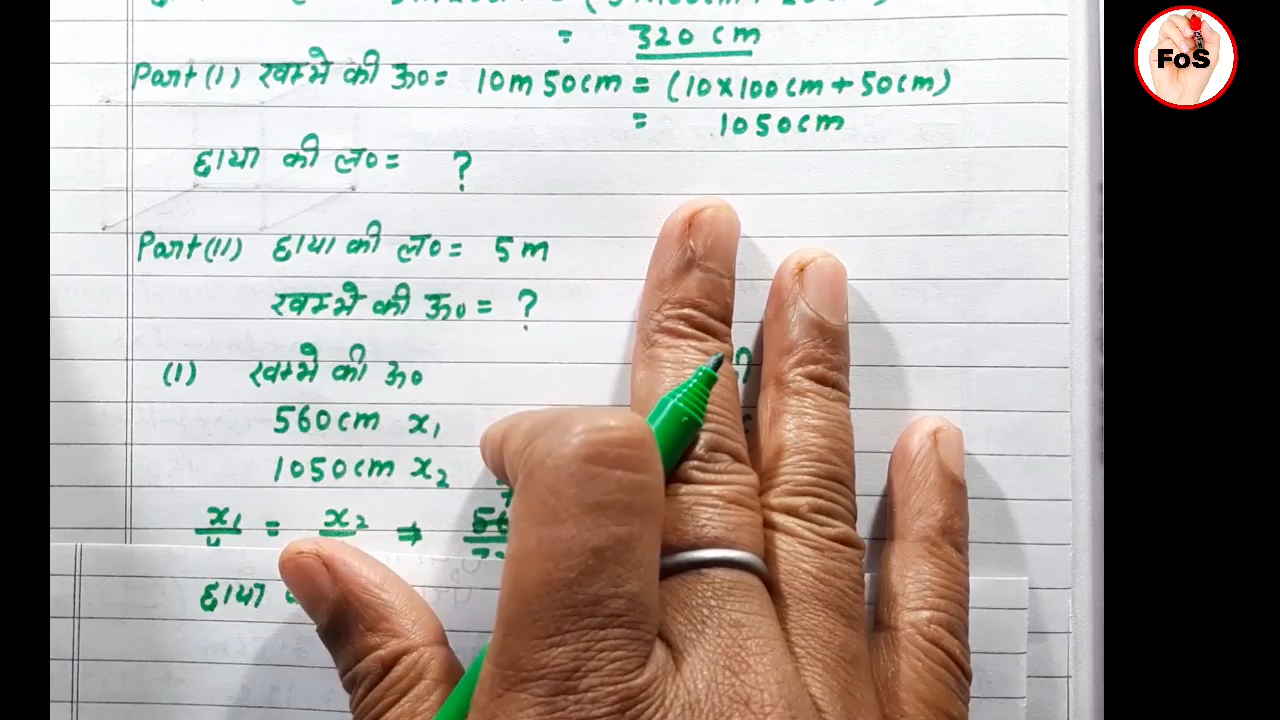 = 320 cm
Part (I) खम्भे की ऊ० = 10m 50cm = (10×100cm + 50cm)
= 1050cm
छाया की ल० = ?
Part (II) छाया की ल० = 5 m
खम्भे की ऊ० = ?
(I) खम्भे की ऊ०
560cm x₁
1050cm x₂
x₁ = x₂ ⇒
छाया
FoS